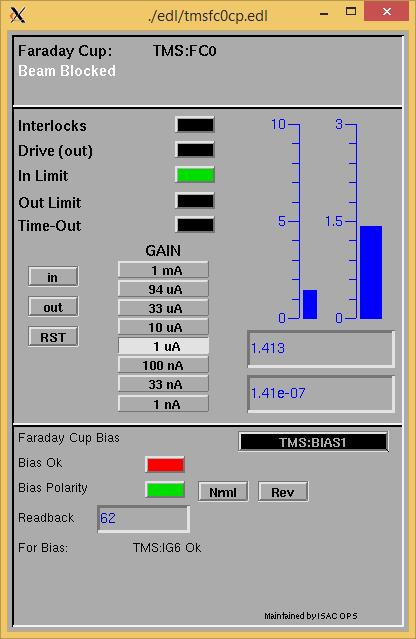 ./edl/tmsfc0cp.edl
Faraday Cup: TMS:FC0
Beam Blocked
Interlocks
Drive (out)
In Limit
Out Limit
Time-Out
10
5
0
3
1.5
0
GAIN
1 mA
94 uA
33 uA
10 uA
1 uA
100 nA
33 nA
1 nA
in
out
RST
1.413
1.41e-07
Faraday Cup Bias TMS:BIAS1
Bias Ok
Bias Polarity Nrml Rev
Readback 62
For Bias: TMS:IG6 Ok
Maintained by ISAC OPS